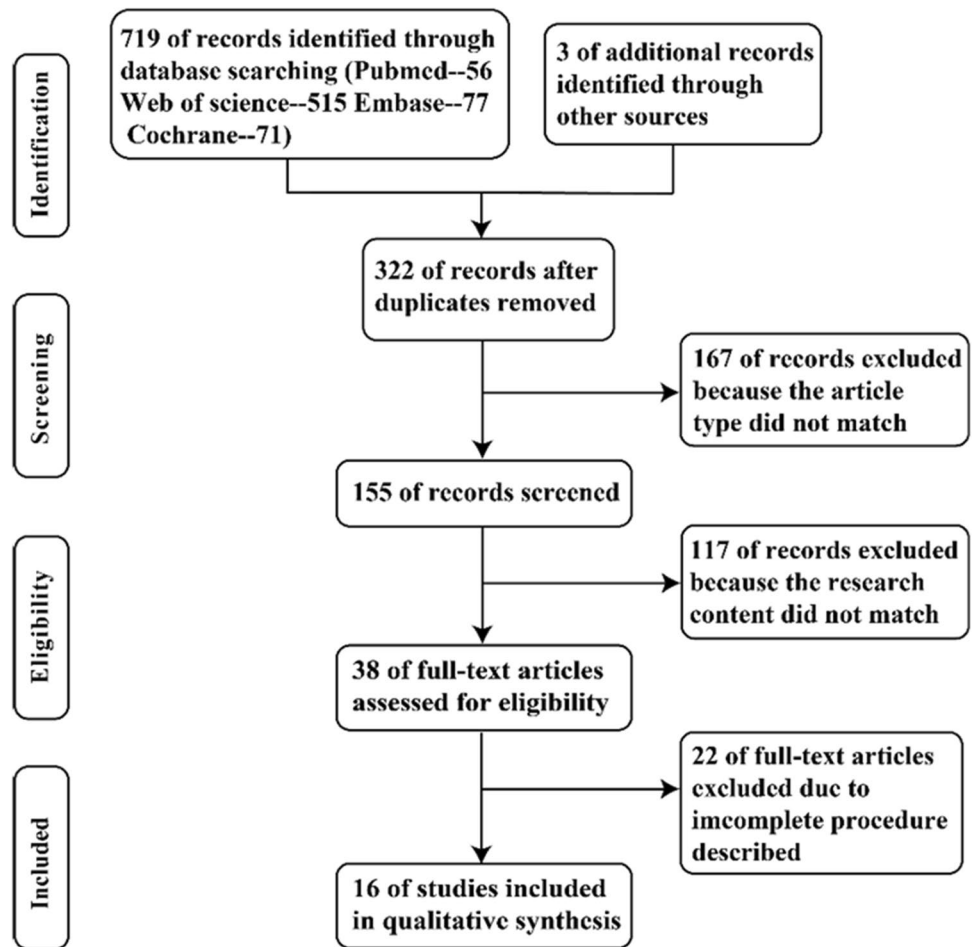 Identification
719 of records identified through
database searching (Pubmed--56
Web of science--515 Embase--77
Cochrane--71)
3 of additional records
identified through
other sources
322 of records after
duplicates removed
Screening
167 of records excluded
because the article
type did not match
155 of records screened
Eligibility
117 of records excluded
because the research
content did not match
38 of full-text articles
assessed for eligibility
Included
22 of full-text articles
excluded due to
imcomplete procedure
described
16 of studies included
in qualitative synthesis